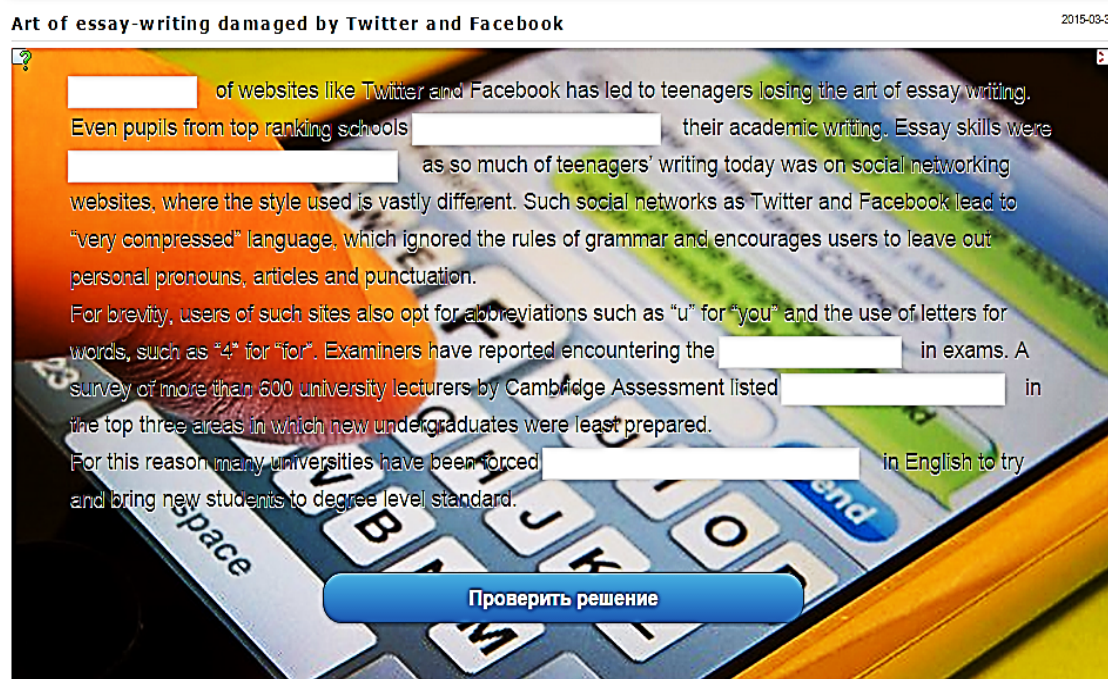 Art of essay-writing damaged by Twitter and Facebook
2015-03-3
of websites like Twitter and Facebook has led to teenagers losing the art of essay writing.
Even pupils from top ranking schools their academic writing. Essay skills were
as so much of teenagers' writing today was on social networking
websites, where the style used is vastly different. Such social networks as Twitter and Facebook lead to
“very compressed” language, which ignored the rules of grammar and encourages users to leave out
personal pronouns, articles and punctuation.
For brevity, users of such sites also opt for abbreviations such as “u” for “you” and the use of letters for
words, such as “4” for “for”. Examiners have reported encountering the in exams. A
survey of more than 600 university lecturers by Cambridge Assessment listed in
the top three areas in which new undergraduates were least prepared.
For this reason many universities have been forced in English to try
and bring new students to degree level standard.
Проверить решение
space